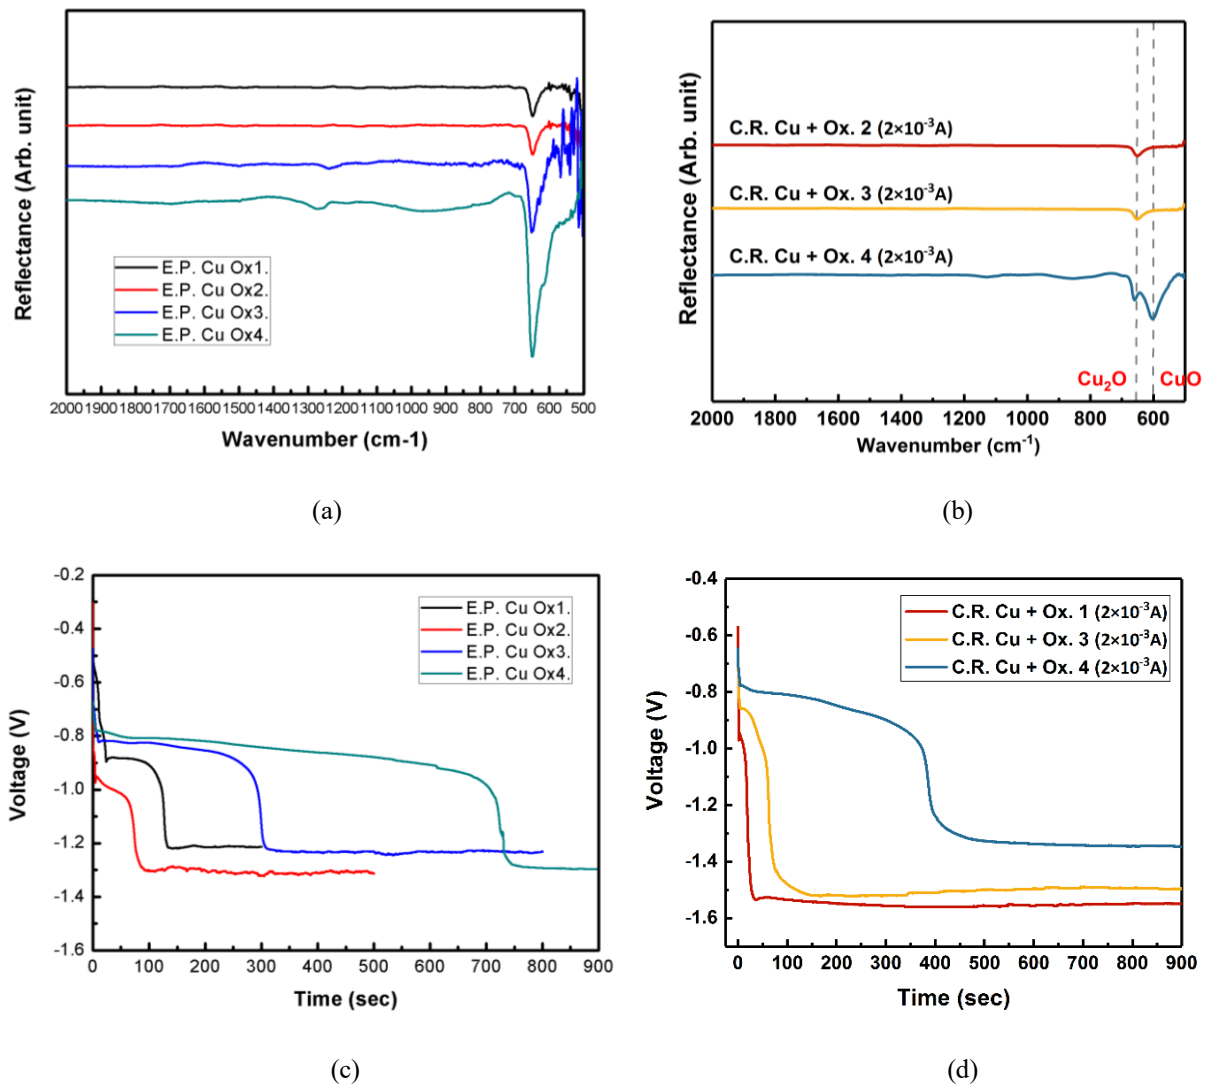 Reflectance (Arb. unit)
E.P. Cu Ox1.
E.P. Cu Ox2.
E.P. Cu Ox3.
E.P. Cu Ox4.
2000 1900 1800 1700 1600 1500 1400 1300 1200 1100 1000 900 800 700 600 500
Wavenumber (cm-1)
(a)
Reflectance (Arb. unit)
C.R. Cu + Ox. 2 (2×10⁻³A)
C.R. Cu + Ox. 3 (2×10⁻³A)
C.R. Cu + Ox. 4 (2×10⁻³A)
Cu₂O CuO
2000 1800 1600 1400 1200 1000 800 600
Wavenumber (cm⁻¹)
(b)
Voltage (V)
-0.2
-0.4
-0.6
-0.8
-1.0
-1.2
-1.4
-1.6
E.P. Cu Ox1.
E.P. Cu Ox2.
E.P. Cu Ox3.
E.P. Cu Ox4.
0 100 200 300 400 500 600 700 800 900
Time (sec)
(c)
Voltage (V)
-0.4
-0.6
-0.8
-1.0
-1.2
-1.4
-1.6
C.R. Cu + Ox. 1 (2×10⁻³A)
C.R. Cu + Ox. 3 (2×10⁻³A)
C.R. Cu + Ox. 4 (2×10⁻³A)
0 100 200 300 400 500 600 700 800 900
Time (sec)
(d)